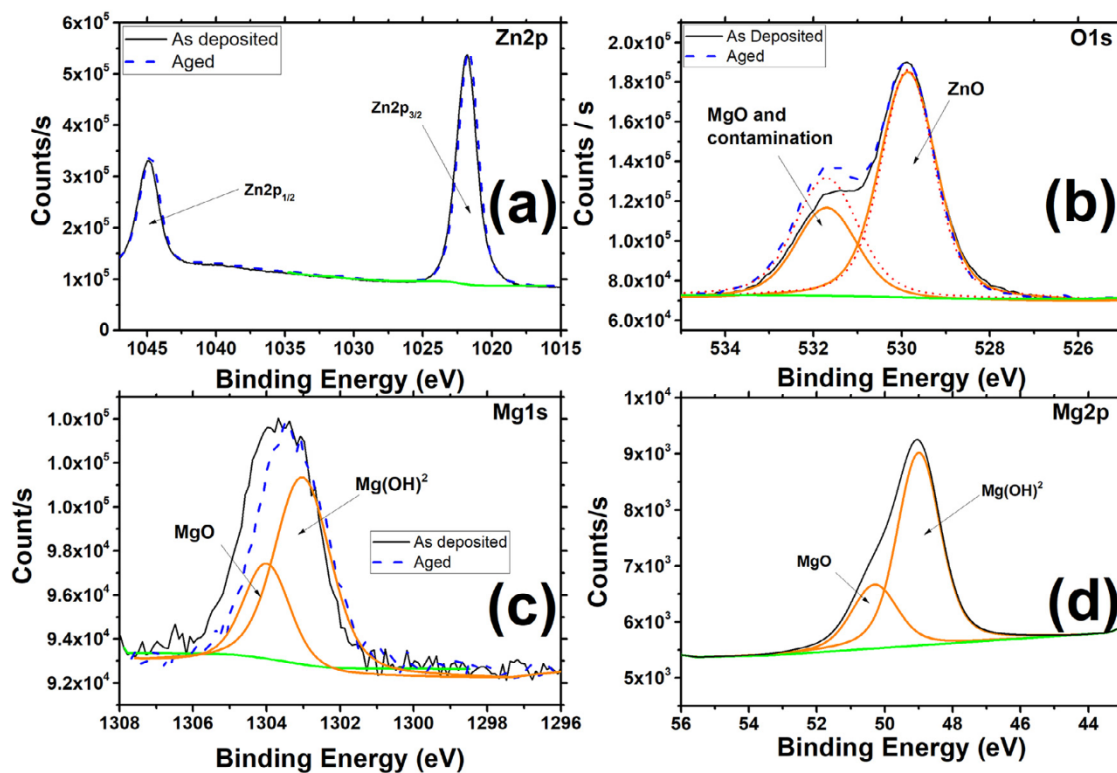 Zn2p
As deposited
Aged
Zn2p3/2
Zn2p1/2
(a)
6x10⁵
5x10⁵
4x10⁵
3x10⁵
2x10⁵
1x10⁵
0
Counts/s
1045 1040 1035 1030 1025 1020 1015
Binding Energy (eV)
O1s
As Deposited
Aged
MgO and
contamination
ZnO
(b)
2.0x10⁵
1.8x10⁵
1.6x10⁵
1.4x10⁵
1.2x10⁵
1.0x10⁵
8.0x10⁴
6.0x10⁴
Counts / s
534 532 530 528 526
Binding Energy (eV)
Mg1s
MgO
Mg(OH)²
As deposited
Aged
(c)
1.0x10⁵
1.0x10⁵
1.0x10⁵
9.8x10⁴
9.6x10⁴
9.4x10⁴
9.2x10⁴
Count/s
1308 1306 1304 1302 1300 1298 1296
Binding Energy (eV)
Mg2p
MgO
Mg(OH)²
(d)
1x10⁴
9x10³
8x10³
7x10³
6x10³
5x10³
Counts/s
56 54 52 50 48 46 44
Binding Energy (eV)